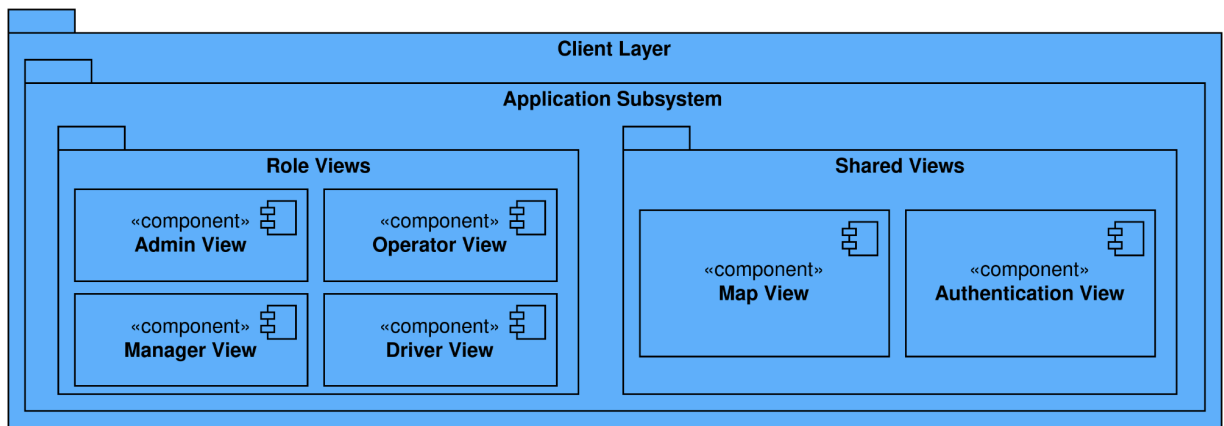 Client Layer
Application Subsystem
Role Views
«component»
Admin View
«component»
Operator View
«component»
Manager View
«component»
Driver View
Shared Views
«component»
Map View
«component»
Authentication View